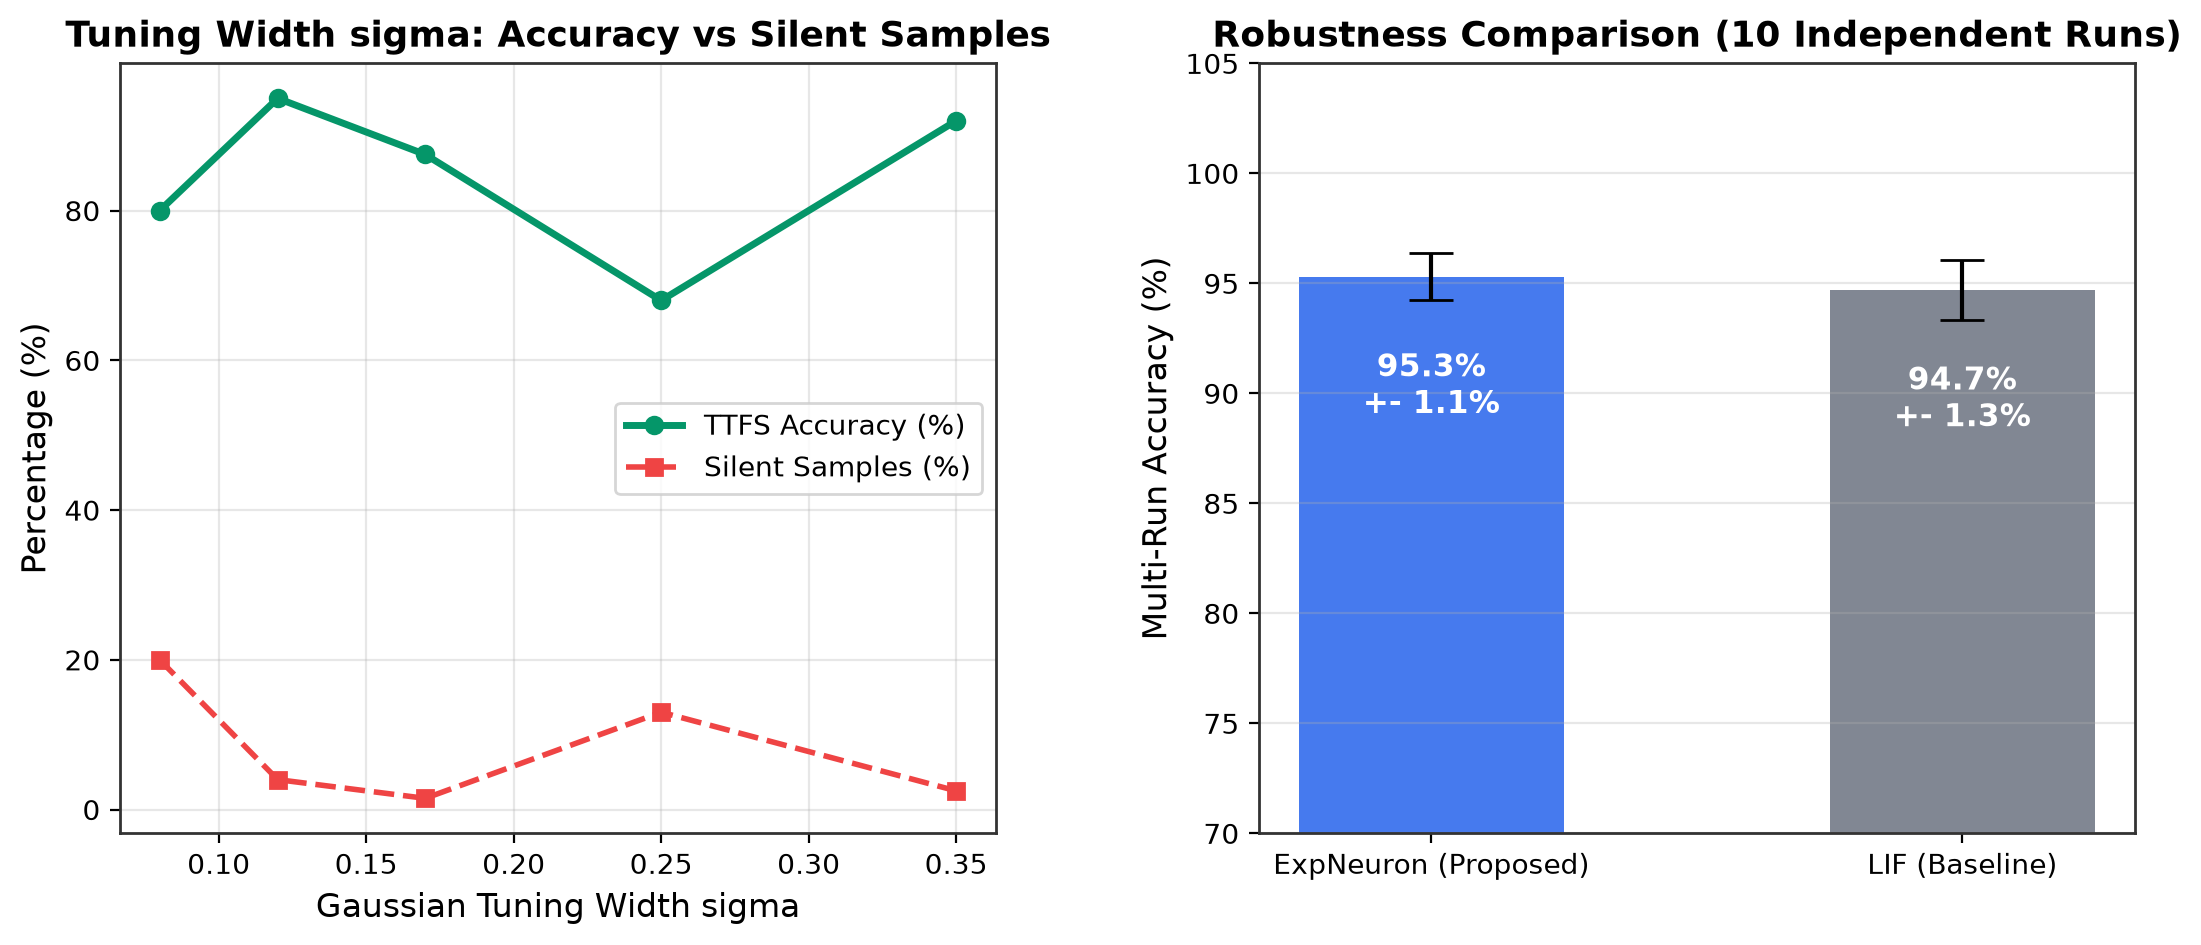 Tuning Width sigma: Accuracy vs Silent Samples
Percentage (%)
80
60
40
20
0
TTFS Accuracy (%)
Silent Samples (%)
0.10 0.15 0.20 0.25 0.30 0.35
Gaussian Tuning Width sigma
Robustness Comparison (10 Independent Runs)
Multi-Run Accuracy (%)
105
100
95
90
85
80
75
70
95.3%
+- 1.1%
94.7%
+- 1.3%
ExpNeuron (Proposed) LIF (Baseline)